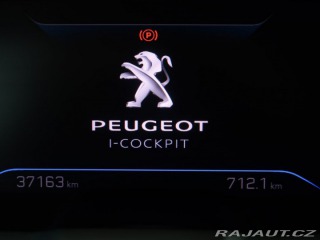 (P)
PEUGEOT
I-COCKPIT
37163 km 712.1 km
RAJAUT.CZ